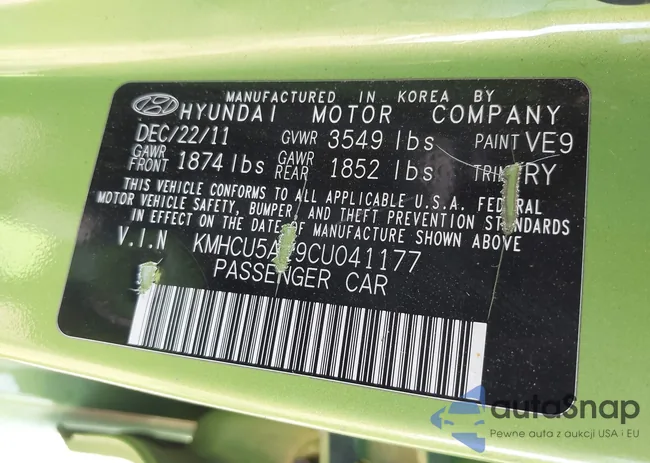 MANUFACTURED IN KOREA BY
HYUNDAI MOTOR COMPANY
DEC/22/11 GVWR 3549 lbs PAINT VE9
GAWR FRONT 1874 lbs GAWR REAR 1852 lbs RY
THIS VEHICLE CONFORMS TO ALL APPLICABLE U.S.A. FEDERAL
MOTOR VEHICLE SAFETY, BUMPER, AND THEFT PREVENTION STANDARDS
IN EFFECT ON THE DATE OF MANUFACTURE SHOWN ABOVE
V.I.N
PASSENGER CAR
autoSnap
Pewne auta z aukcji USA i EU